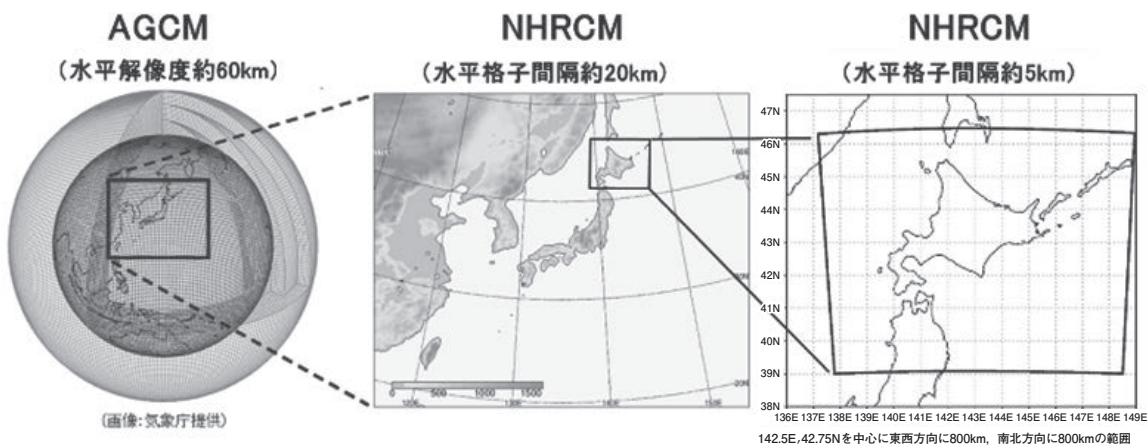 AGCM
(水平解像度約60km)
(画像:気象庁提供)
NHRCM
(水平格子間隔約20km)
0 500 1000 1500
120E 130E 140E 150E
NHRCM
(水平格子間隔約5km)
47N
46N
45N
44N
43N
42N
41N
40N
39N
38N
136E 137E 138E 139E 140E 141E 142E 143E 144E 145E 146E 147E 148E 149E
142.5E,42.75Nを中心に東西方向に800km, 南北方向に800kmの範囲